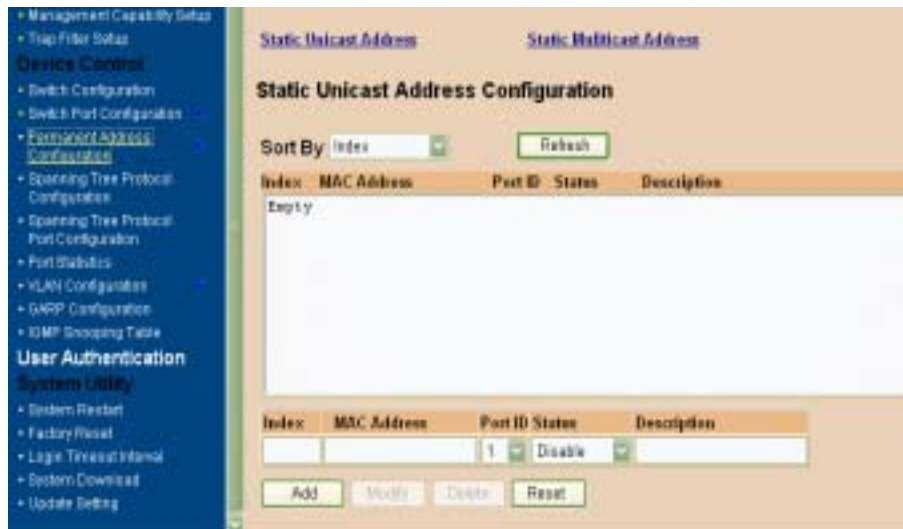 Management Capability Setup
Trap Filter Setup
Device Control
Switch Configuration
Switch Port Configuration
Permanent Address
Configuration
Spanning Tree Protocol
Configuration
Spanning Tree Protocol
Port Configuration
Port Statistics
VLAN Configuration
GARP Configuration
IGMP Snooping Table
User Authentication
System Utility
System Restart
Factory Reset
Login Timeout Interval
System Download
Update Setting
Static Unicast Address Static Multicast Address
Static Unicast Address Configuration
Sort By Index Refresh
Index MAC Address Port ID Status Description
Empty
Index MAC Address Port ID Status Description
1 Disable
Add Modify Delete Reset